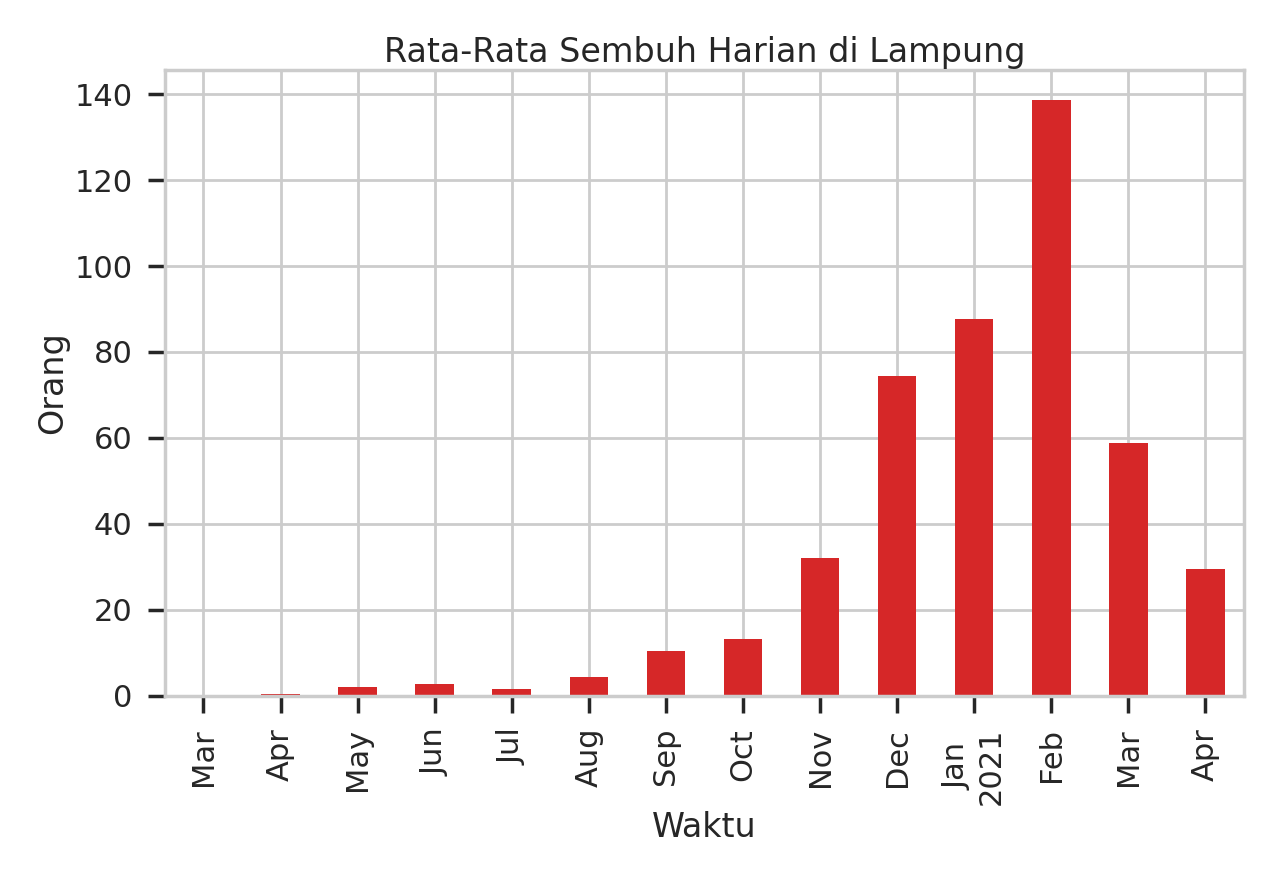 Rata-Rata Sembuh Harian di Lampung
140
120
100
80
60
40
20
0
Orang
Mar
Apr
May
Jun
Jul
Aug
Sep
Oct
Nov
Dec
Jan
2021
Feb
Mar
Apr
Waktu